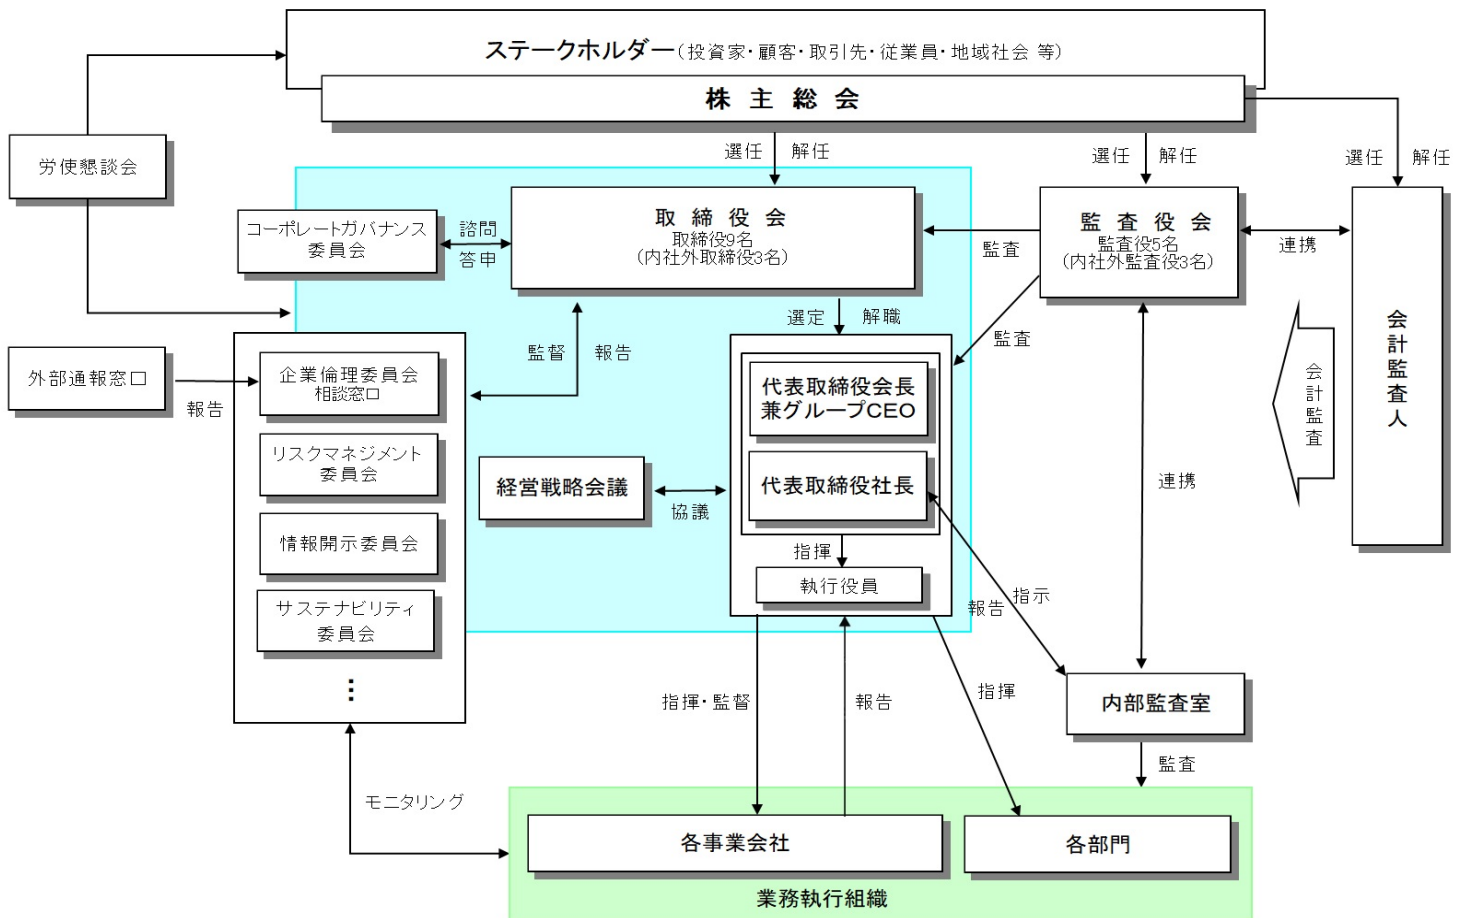 ステークホルダー(投資家・顧客・取引先・従業員・地域社会 等)
株主総会
労使懇談会
選任 解任
選任 解任
選任 解任
コーポレートガバナンス
委員会
諮問
答申
取締役会
取締役9名
(内社外取締役3名)
監査
監査役会
監査役5名
(内社外監査役3名)
連携
会計監査人
選定 解職
監査
会計監査
外部通報窓口
報告
企業倫理委員会
相談窓口
監督 報告
リスクマネジメント
委員会
情報開示委員会
サステナビリティ
委員会
⋮
経営戦略会議
協議
代表取締役会長
兼グループCEO
代表取締役社長
指揮
執行役員
連携
報告
指示
指揮・監督
報告
指揮
内部監査室
監査
モニタリング
各事業会社
各部門
業務執行組織